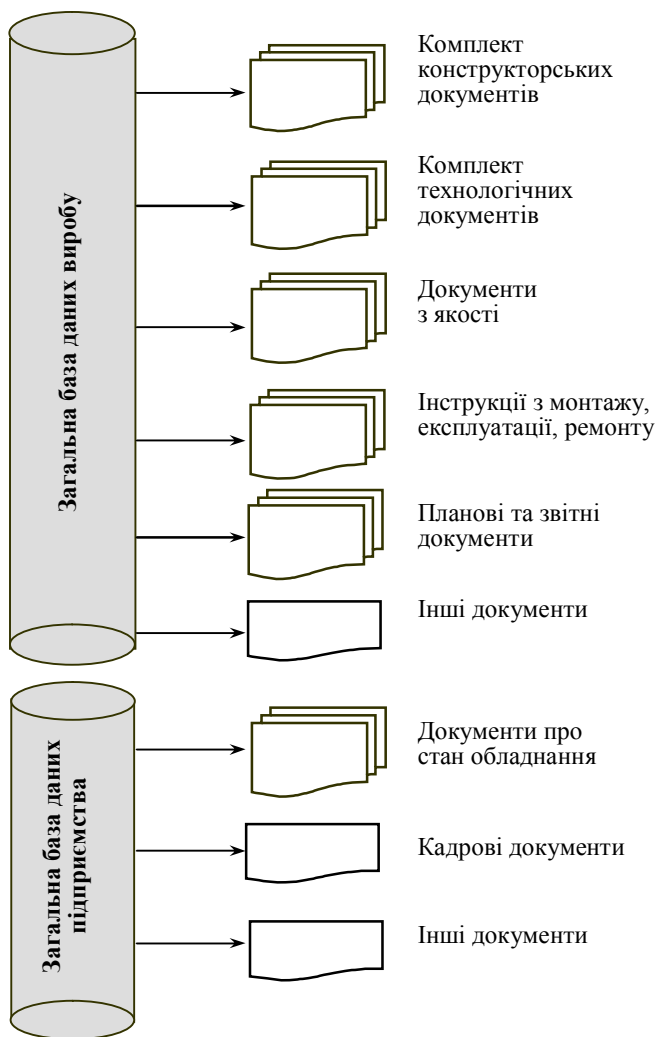 Загальна база даних виробу
Комплект
конструкторських
документів
Комплект
технологічних
документів
Документи
з якості
Інструкції з монтажу,
експлуатації, ремонту
Планові та звітні
документи
Інші документи
Загальна база даних
підприємства
Документи про
стан обладнання
Кадрові документи
Інші документи